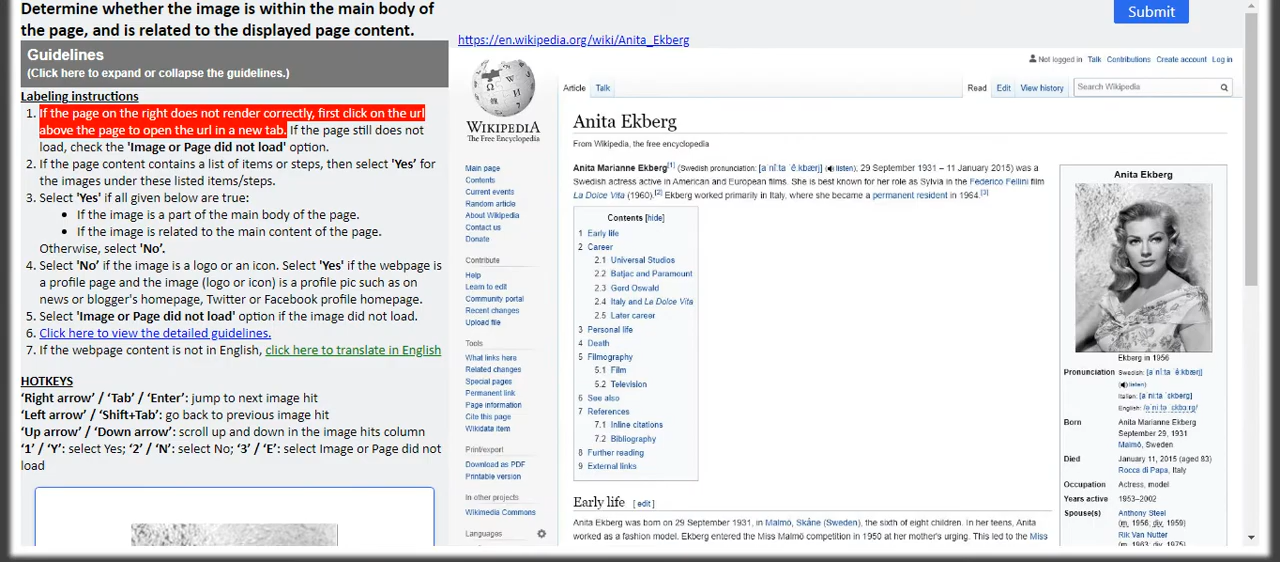 Determine whether the image is within the main body of
the page, and is related to the displayed page content.
Guidelines
(Click here to expand or collapse the guidelines.)
Labeling instructions
1. If the page on the right does not render correctly, first click on the url
above the page to open the url in a new tab. If the page still does not
load, check the 'Image or Page did not load' option.
2. If the page content contains a list of items or steps, then select 'Yes' for
the images under these listed items/steps.
3. Select 'Yes' if all given below are true:
• If the image is a part of the main body of the page.
• If the image is related to the main content of the page.
Otherwise, select 'No'.
4. Select 'No' if the image is a logo or an icon. Select 'Yes' if the webpage is
a profile page and the image (logo or icon) is a profile pic such as on
news or blogger's homepage, Twitter or Facebook profile homepage.
5. Select 'Image or Page did not load' option if the image did not load.
6. Click here to view the detailed guidelines.
7. If the webpage content is not in English, click here to translate in English
HOTKEYS
'Right arrow' / 'Tab' / 'Enter': jump to next image hit
'Left arrow' / 'Shift+Tab': go back to previous image hit
'Up arrow' / 'Down arrow': scroll up and down in the image hits column
'1' / 'Y': select Yes; '2' / 'N': select No; '3' / 'E': select Image or Page did not
load
Submit
https://en.wikipedia.org/wiki/Anita_Ekberg
WIKIPEDIA
The Free Encyclopedia
Not logged in Talk Contributions Create account Log in
Article Talk
Read Edit View history Search Wikipedia
Main page
Contents
Current events
Random article
About Wikipedia
Contact us
Donate
Contribute
Help
Learn to edit
Community portal
Recent changes
Upload file
Tools
What links here
Related changes
Special pages
Permanent link
Page information
Cite this page
Wikidata item
Print/export
Download as PDF
Printable version
In other projects
Wikimedia Commons
Languages
Anita Ekberg
From Wikipedia, the free encyclopedia
Anita Marianne Ekberg[1] (Swedish pronunciation: [aˈnîːta ˈêːkbærj] (listen); 29 September 1931 – 11 January 2015) was a
Swedish actress active in American and European films. She is best known for her role as Sylvia in the Federico Fellini film
La Dolce Vita (1960).[2] Ekberg worked primarily in Italy, where she became a permanent resident in 1964.[3]
Contents [hide]
1 Early life
2 Career
2.1 Universal Studios
2.2 Batjac and Paramount
2.3 Gerd Oswald
2.4 Italy and La Dolce Vita
2.5 Later career
3 Personal life
4 Death
5 Filmography
5.1 Film
5.2 Television
6 See also
7 References
7.1 Inline citations
7.2 Bibliography
8 Further reading
9 External links
Early life [ edit ]
Anita Ekberg was born on 29 September 1931, in Malmö, Skåne (Sweden), the sixth of eight children. In her teens, Anita
worked as a fashion model. Ekberg entered the Miss Malmö competition in 1950 at her mother's urging. This led to the Miss
Anita Ekberg
Ekberg in 1956
Pronunciation Swedish: [aˈnîːta ˈêːkbærj]
(listen)
Italian: [aˈniːta ˈɛkberɡ]
English:
Born Anita Marianne Ekberg
September 29, 1931
Malmö, Sweden
Died January 11, 2015 (aged 83)
Rocca di Papa, Italy
Occupation Actress, model
Years active 1953–2002
Spouse(s) Anthony Steel
(m. 1956; div. 1959)
Rik Van Nutter
(m. 1963; div. 1975)